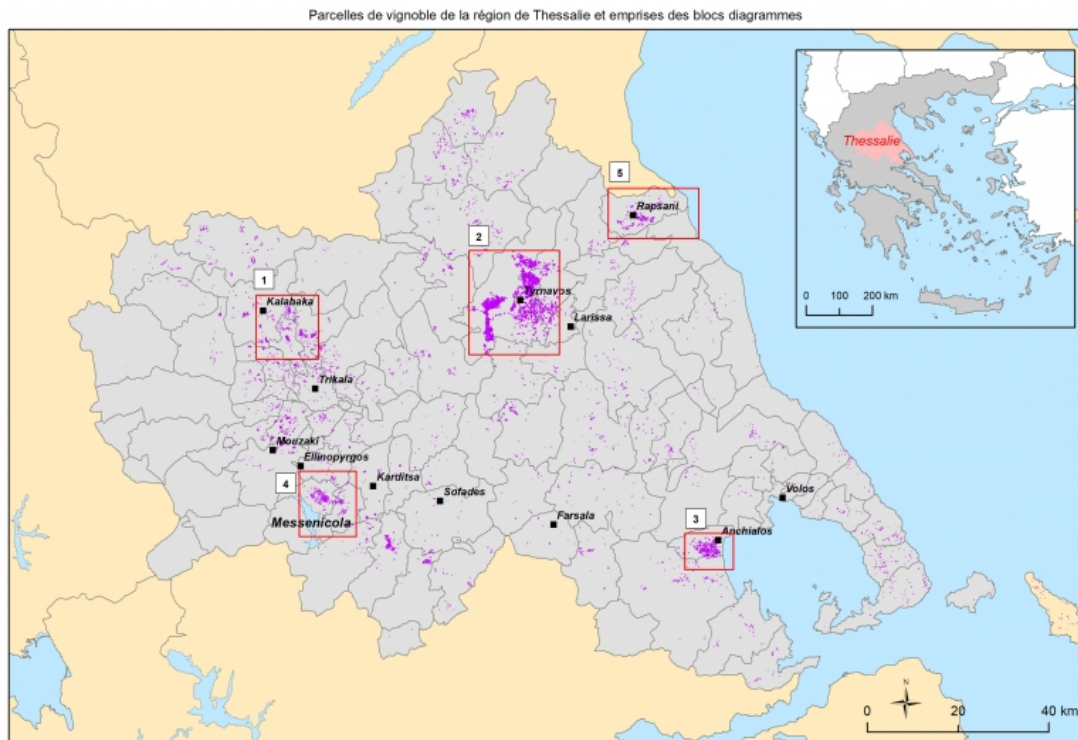 Parcelles de vignoble de la région de Thessalie et emprises des blocs diagrammes
Thessalie
0 100 200 km
5
Rapsani
2
1
Kalabaka
Tyrnavos
Larissa
Trikala
Mouzaki
Ellinopyrgos
4
Karditsa
Sofades
Volos
Messenicola
Farsala
3
Anchialos
N
0 20 40 km